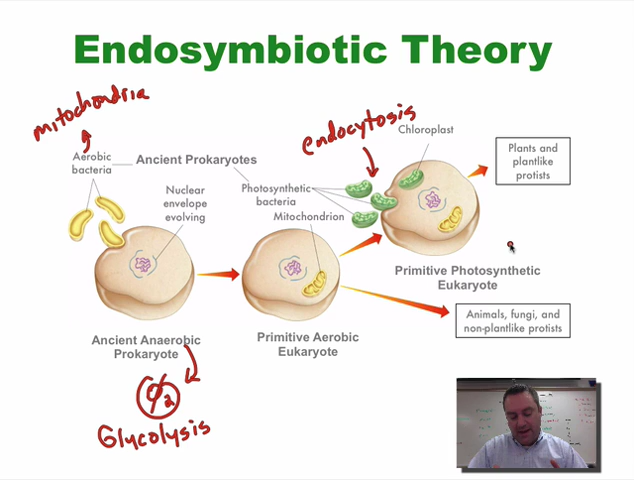 Endosymbiotic Theory
mitochondria
endocytosis
Chloroplast
Aerobic
bacteria
Ancient Prokaryotes
Plants and
plantlike
protists
Nuclear
envelope
evolving
Photosynthetic
bacteria
Mitochondrion
Primitive Photosynthetic
Eukaryote
Ancient Anaerobic
Prokaryote
Primitive Aerobic
Eukaryote
Animals, fungi, and
non-plantlike protists
O2
Glycolysis